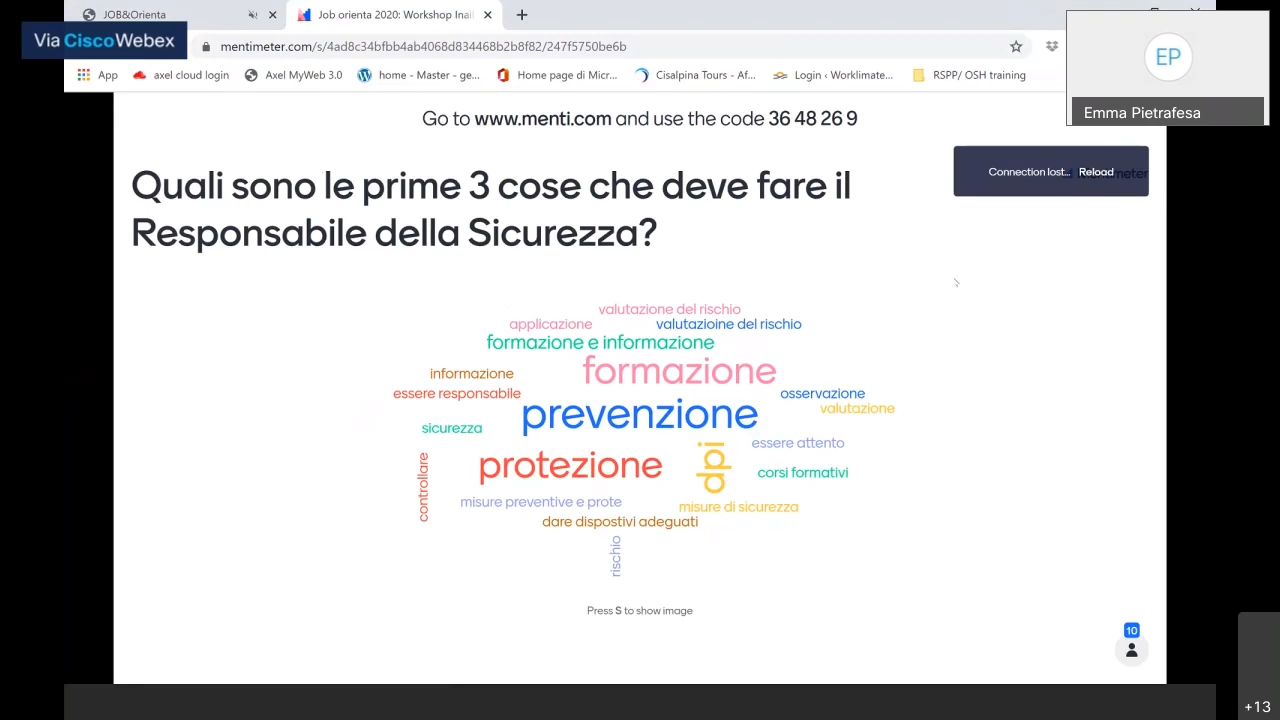 JOB&Orienta
Job orienta 2020: Workshop Inail
Via CiscoWebex
mentimeter.com/s/4ad8c34bfbb4ab4068d834468b2b8f82/247f5750be6b
App
axel cloud login
Axel MyWeb 3.0
home - Master - ge...
Home page di Micr...
Cisalpina Tours - Af...
Login ‹ Worklimate...
RSPP/ OSH training
EP
Emma Pietrafesa
Go to www.menti.com and use the code 36 48 26 9
Connection lost... Reload
Quali sono le prime 3 cose che deve fare il
Responsabile della Sicurezza?
valutazione del rischio
applicazione
valutazioine del rischio
formazione e informazione
formazione
informazione
essere responsabile
osservazione
valutazione
prevenzione
sicurezza
essere attento
protezione
dpi
corsi formativi
controllare
misure preventive e prote
misure di sicurezza
dare dispostivi adeguati
rischio
Press S to show image
10
+13